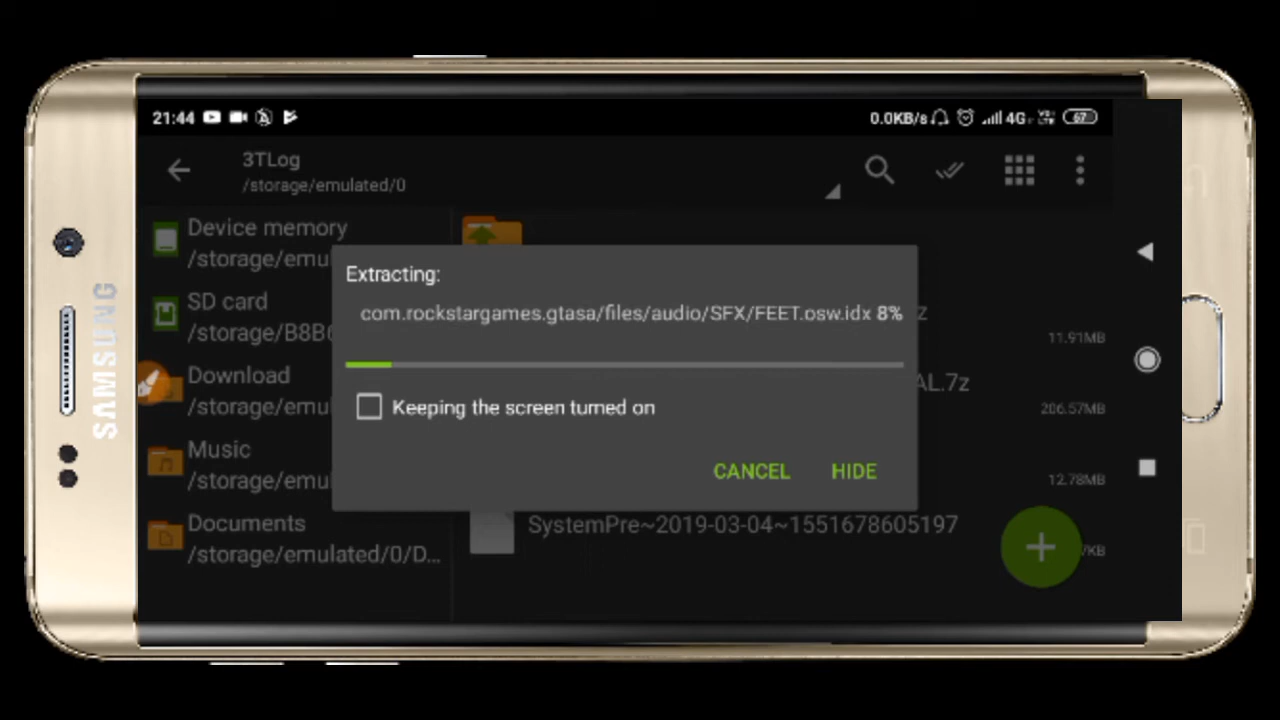 SAMSUNG
21:44
0.0KB/s 4G 67
3TLog
/storage/emulated/0
Device memory
/storage/emu
SD card
/storage/B8B
Download
/storage/emu
Music
/storage/emu
Documents
/storage/emulated/0/D...
Extracting:
com.rockstargames.gtasa/files/audio/SFX/FEET.osw.idx 8%
Keeping the screen turned on
CANCEL HIDE
z
11.91MB
AL.7z
206.57MB
12.78MB
SystemPre~2019-03-04~1551678605197
KB